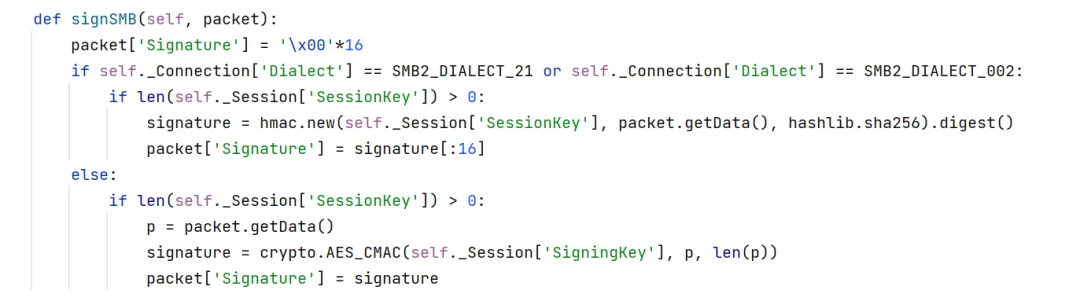 def signSMB(self, packet):
    packet['Signature'] = '\x00'*16
    if self._Connection['Dialect'] == SMB2_DIALECT_21 or self._Connection['Dialect'] == SMB2_DIALECT_002:
        if len(self._Session['SessionKey']) > 0:
            signature = hmac.new(self._Session['SessionKey'], packet.getData(), hashlib.sha256).digest()
            packet['Signature'] = signature[:16]
    else:
        if len(self._Session['SessionKey']) > 0:
            p = packet.getData()
            signature = crypto.AES_CMAC(self._Session['SigningKey'], p, len(p))
            packet['Signature'] = signature